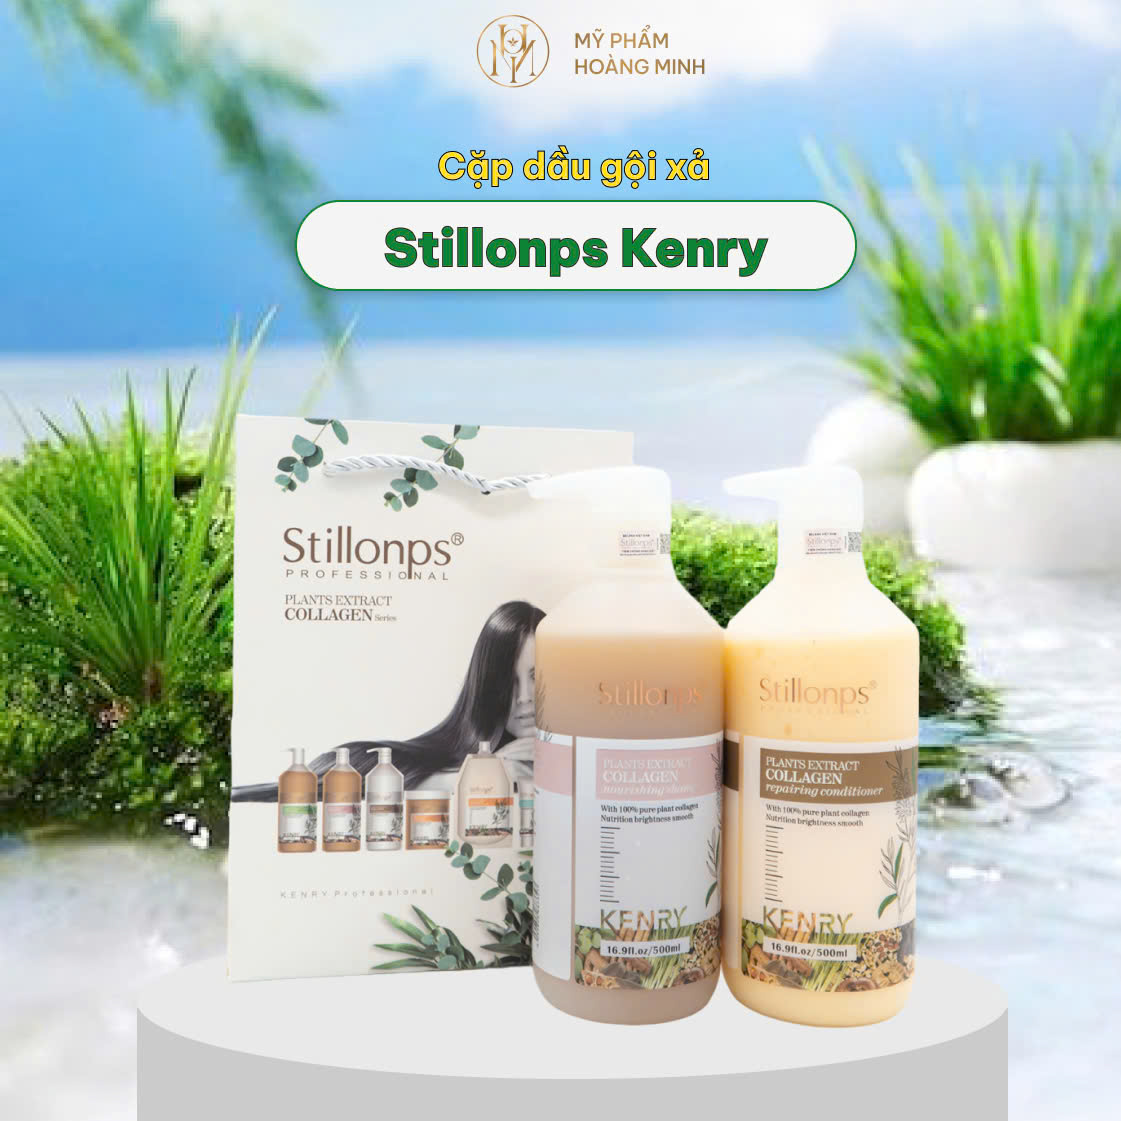 MỸ PHẨM
HOÀNG MINH
Cặp dầu gội xả
Stillonps Kenry
Stillonps®
PROFESSIONAL
PLANTS EXTRACT
COLLAGEN Series
KENRY Professional
Stillonps
PLANTS EXTRACT
COLLAGEN
nourishing
With 100% pure plant collagen
Nutrition brightness smooth
KENRY
16.9fl.oz/500ml
Stillonps
Stillonps®
PROFESSIONAL
PLANTS EXTRACT
COLLAGEN
repairing conditioner
With 100% pure plant collagen
Nutrition brightness smooth
KENRY
16.9fl.oz/500ml